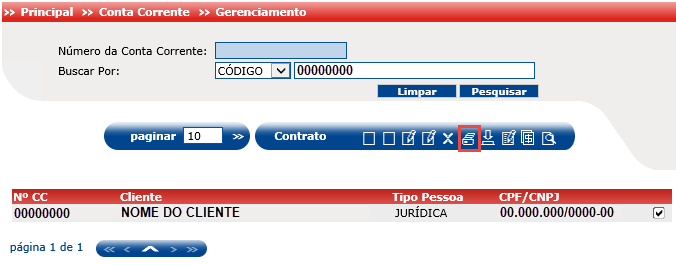 >> Principal >> Conta Corrente >> Gerenciamento
Número da Conta Corrente:
Buscar Por: CÓDIGO 00000000
Limpar Pesquisar
paginar 10 >> Contrato
Nº CC Cliente Tipo Pessoa CPF/CNPJ
00000000 NOME DO CLIENTE JURÍDICA 00.000.000/0000-00
página 1 de 1 << < > >>